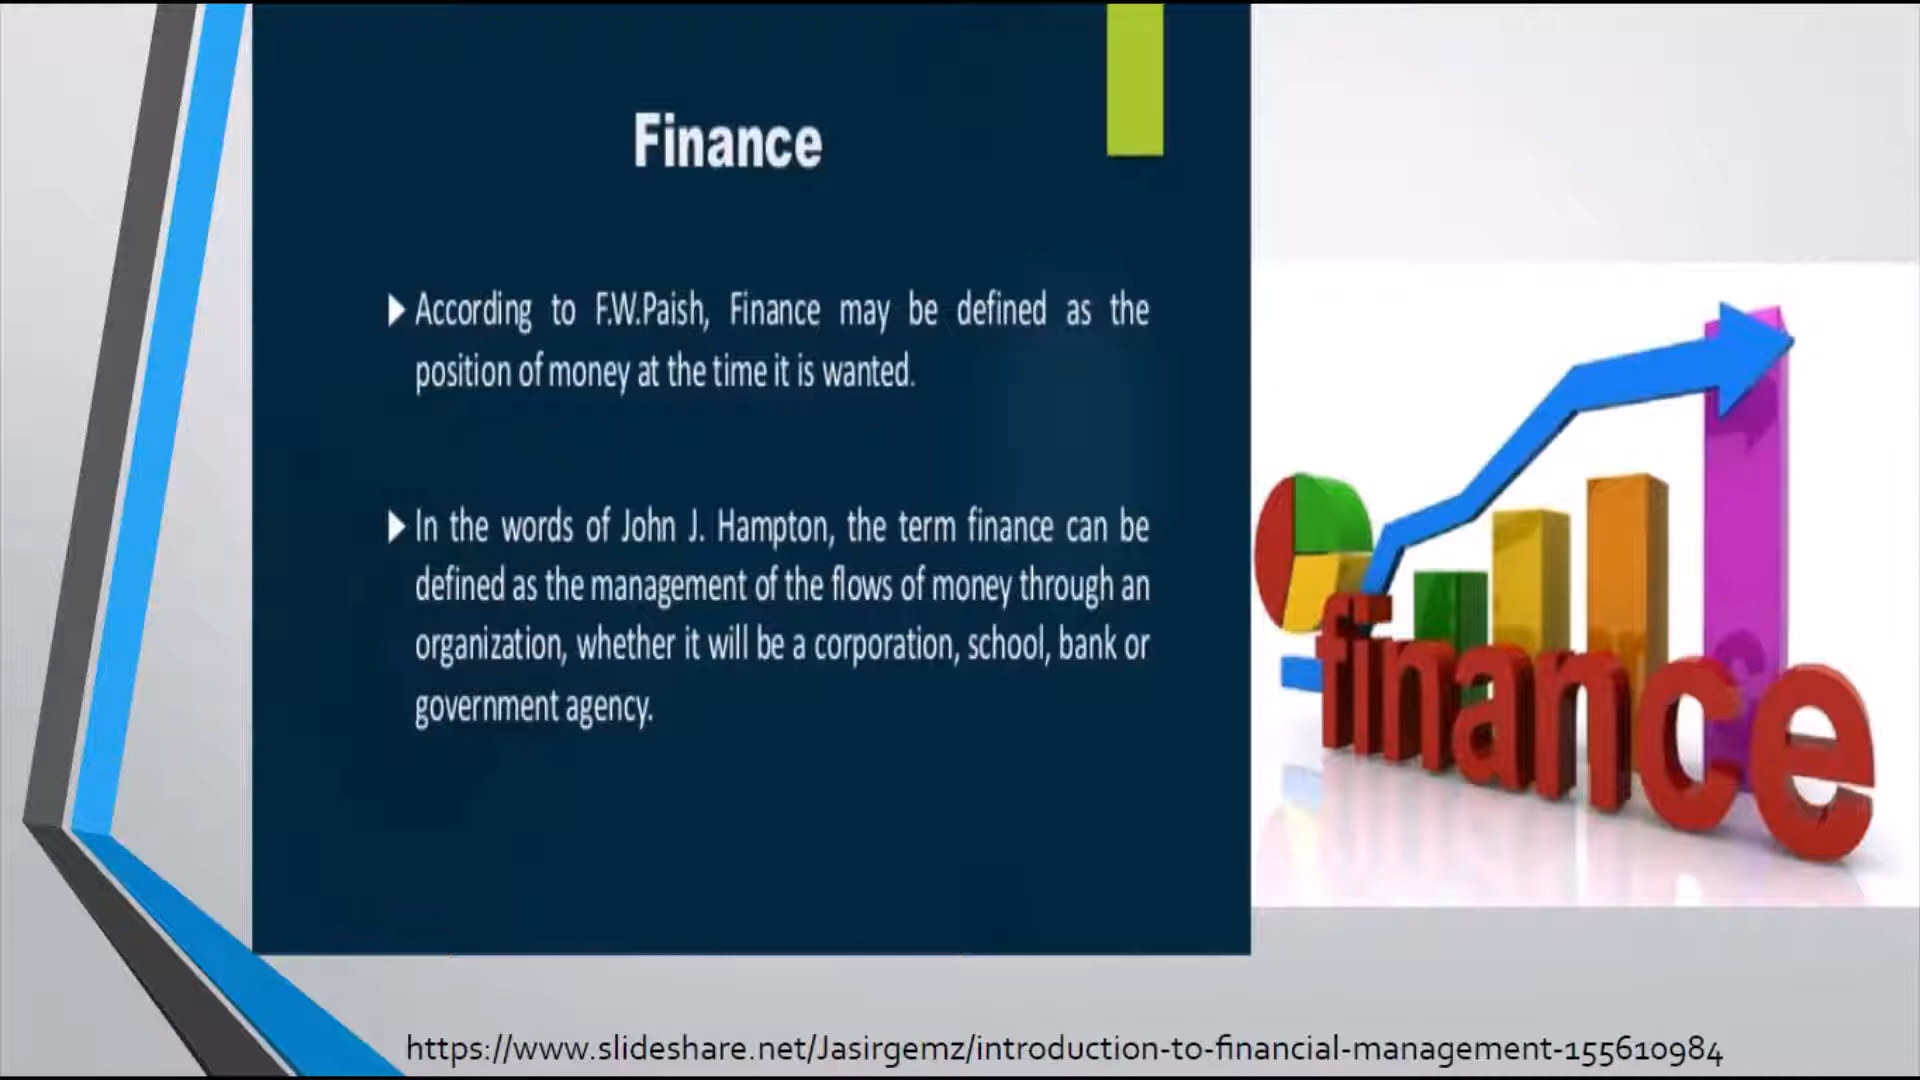 Finance
According to F.W.Paish, Finance may be defined as the
position of money at the time it is wanted.
In the words of John J. Hampton, the term finance can be
defined as the management of the flows of money through an
organization, whether it will be a corporation, school, bank or
government agency.
finance
https://www.slideshare.net/Jasirgemz/introduction-to-financial-management-155610984